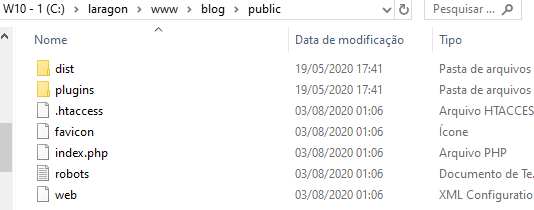 W10 - 1 (C:) > laragon > www > blog > public
Pesquisar ...
Nome Data de modificação Tipo
dist 19/05/2020 17:41 Pasta de arquivos
plugins 19/05/2020 17:41 Pasta de arquivos
.htaccess 03/08/2020 01:06 Arquivo HTACCESS
favicon 03/08/2020 01:06 Ícone
index.php 03/08/2020 01:06 Arquivo PHP
robots 03/08/2020 01:06 Documento de Te...
web 03/08/2020 01:06 XML Configuratio